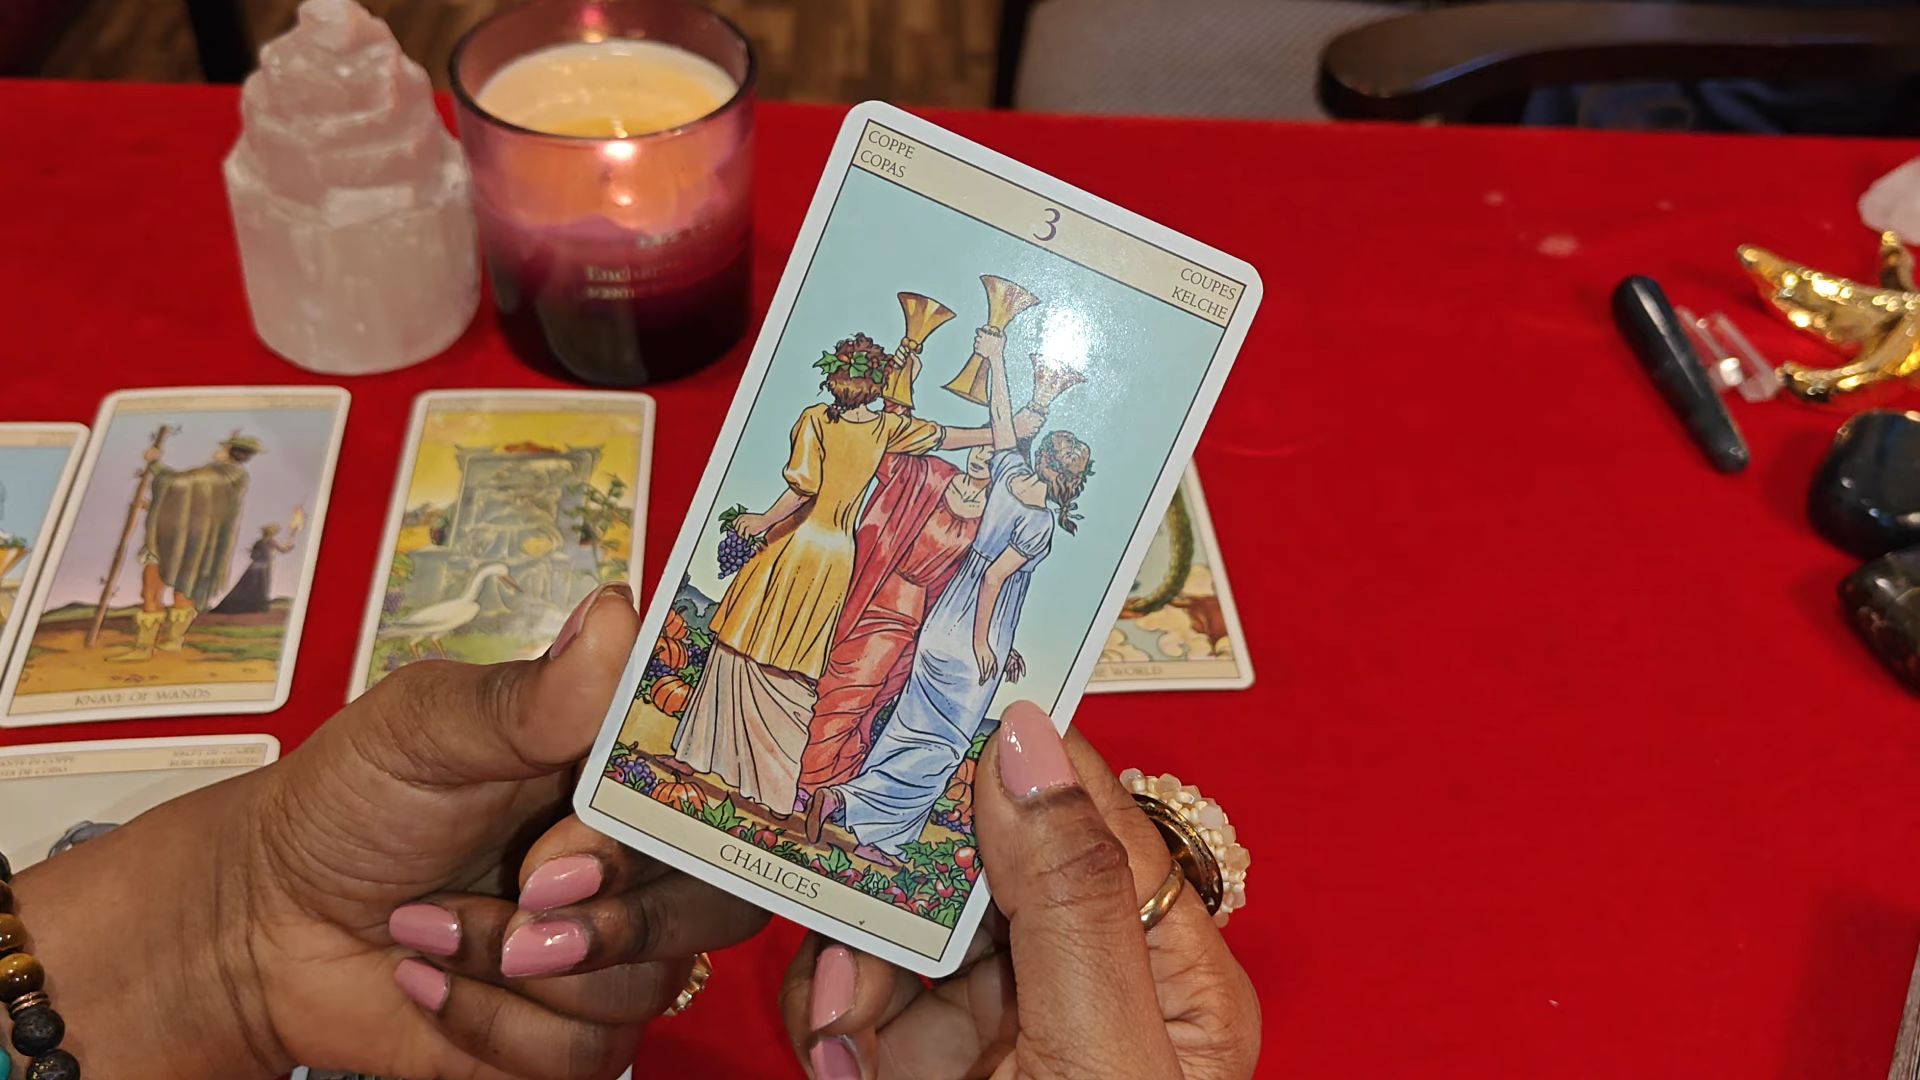 COPPE
COPAS
3
COUPES
KELCHE
CHALICES
KNAVE OF WANDS
WORLD